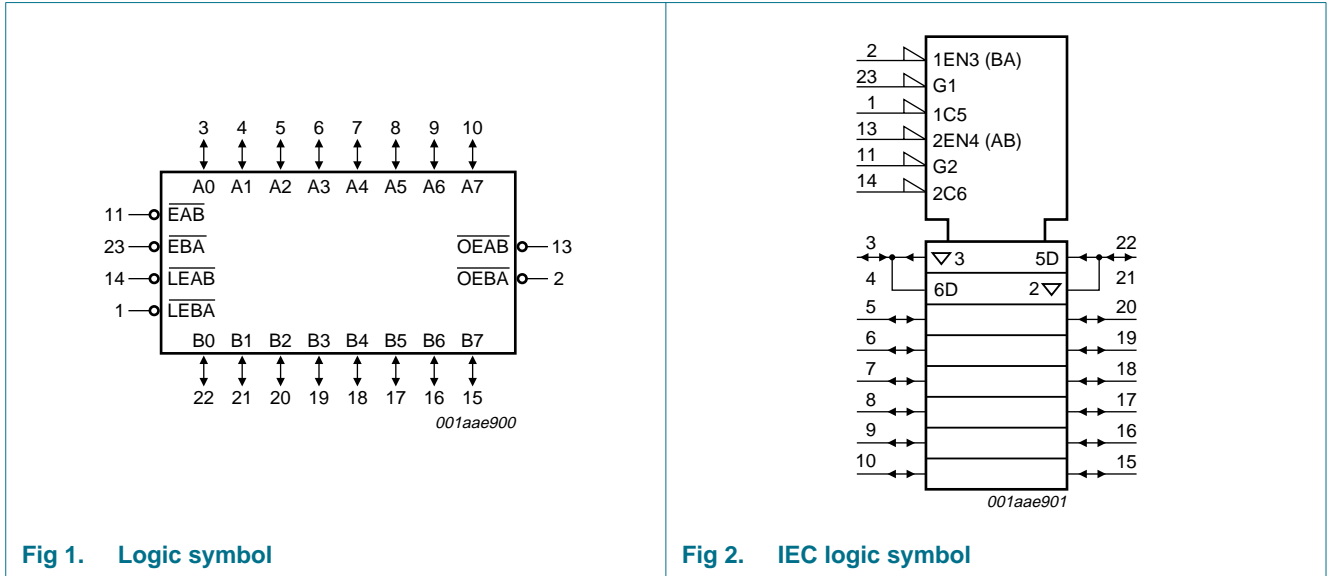 3 4 5 6 7 8 9 10
A0 A1 A2 A3 A4 A5 A6 A7
11 EAB
23 EBA OEAB 13
14 LEAB OEBA 2
1 LEBA
B0 B1 B2 B3 B4 B5 B6 B7
22 21 20 19 18 17 16 15
001aae900
Fig 1. Logic symbol
2 1EN3 (BA)
23 G1
1 1C5
13 2EN4 (AB)
11 G2
14 2C6
3 ▽3 5D 22
4 6D 2▽ 21
5 20
6 19
7 18
8 17
9 16
10 15
001aae901
Fig 2. IEC logic symbol